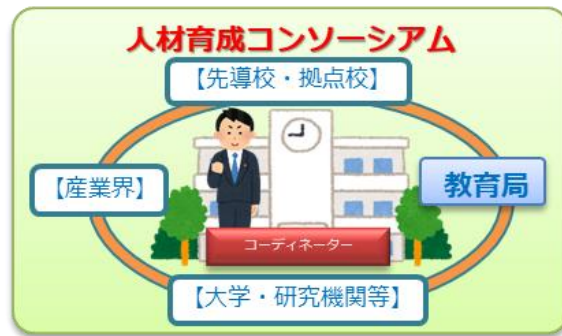 人材育成コンソーシアム
【先導校・拠点校】
【産業界】
教育局
コーディネーター
【大学・研究機関等】